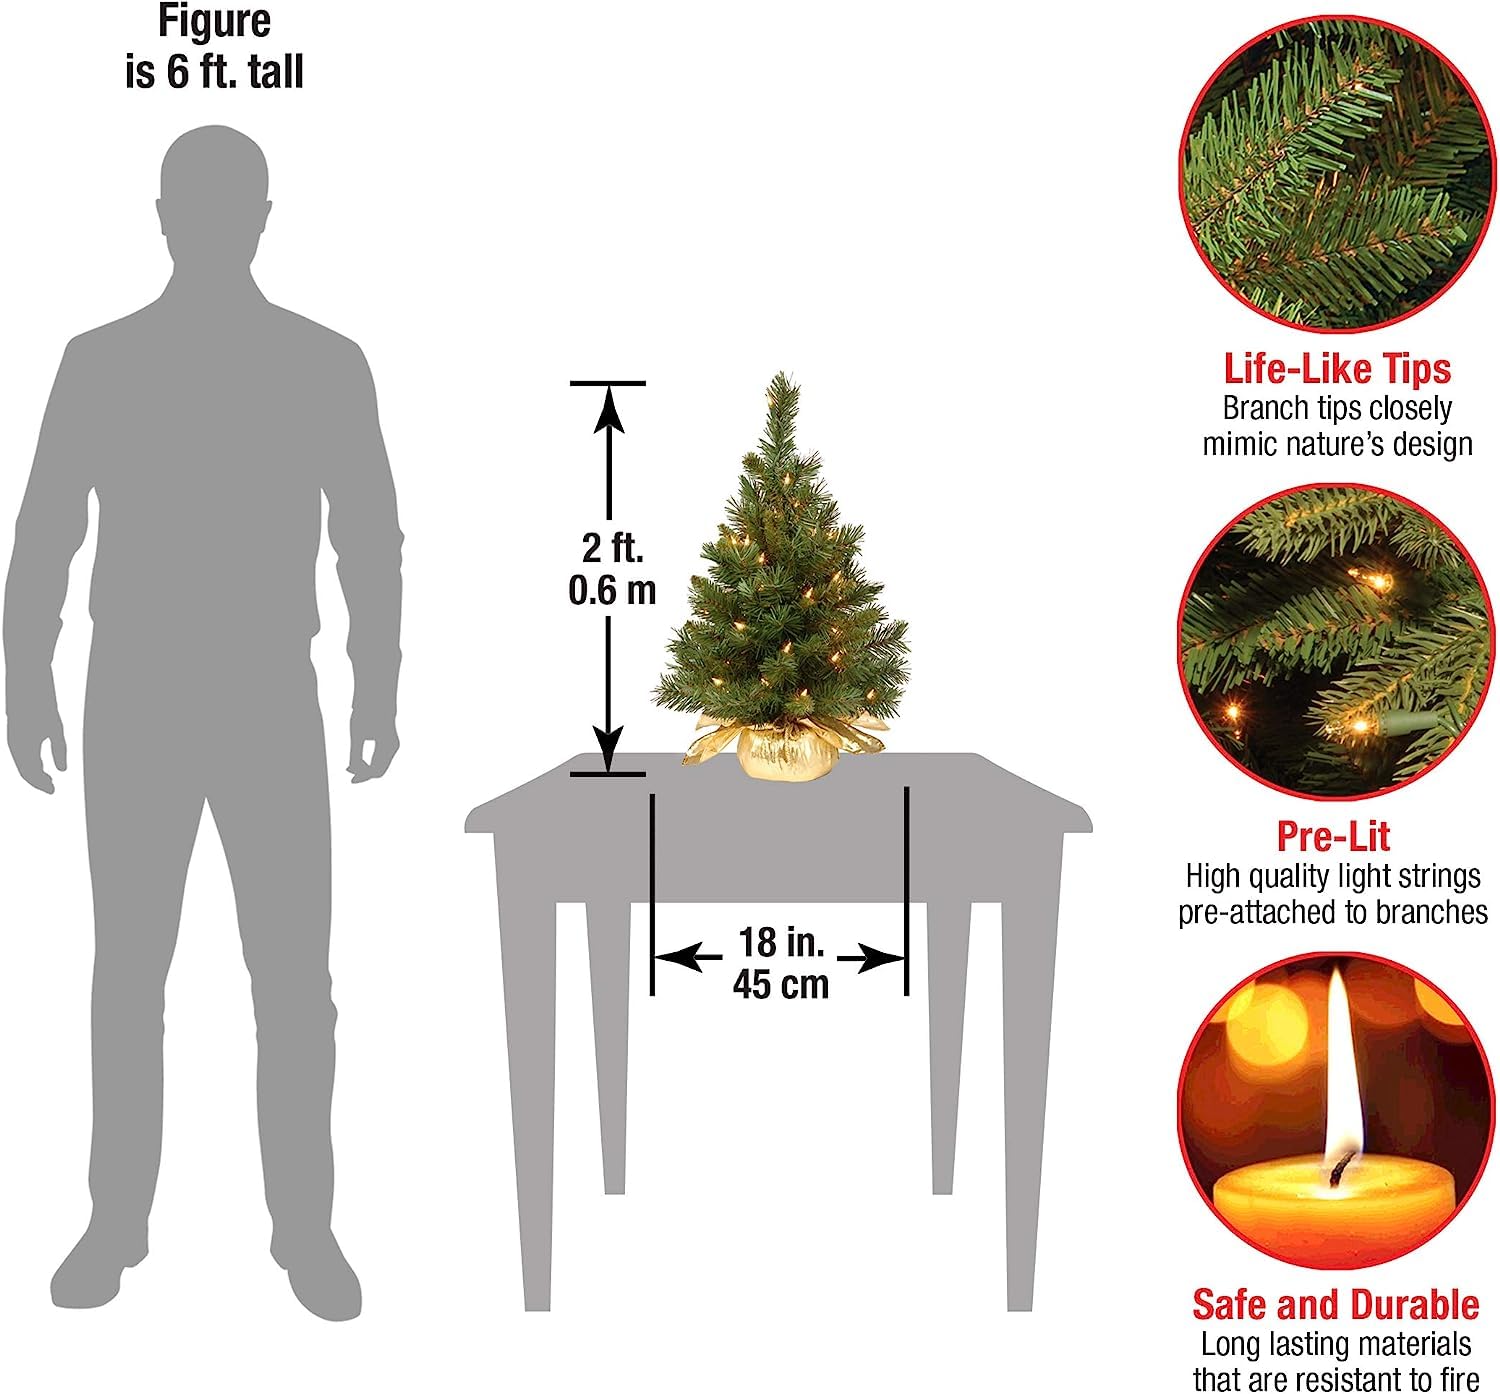 Figure
is 6 ft. tall
2 ft.
0.6 m
18 in.
45 cm
Life-Like Tips
Branch tips closely
mimic nature's design
Pre-Lit
High quality light strings
pre-attached to branches
Safe and Durable
Long lasting materials
that are resistant to fire